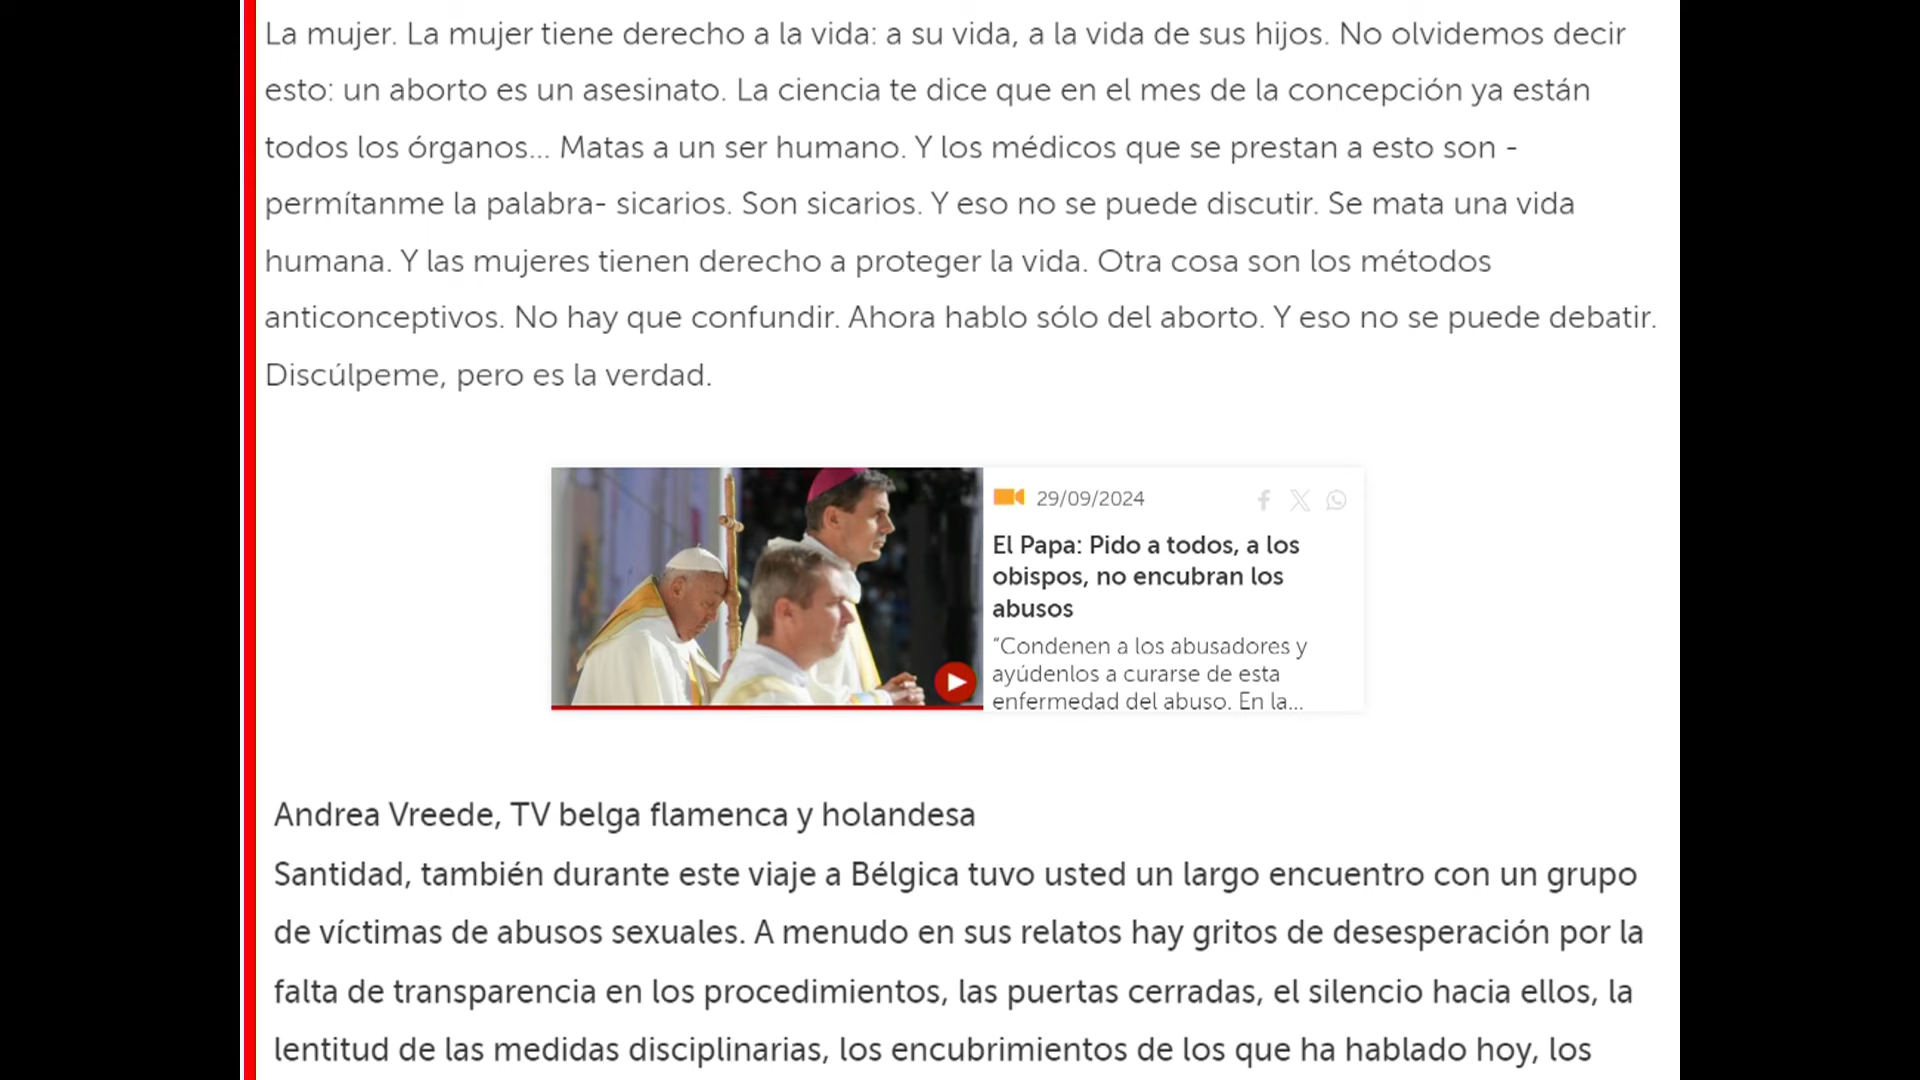 La mujer. La mujer tiene derecho a la vida: a su vida, a la vida de sus hijos. No olvidemos decir
esto: un aborto es un asesinato. La ciencia te dice que en el mes de la concepción ya están
todos los órganos... Matas a un ser humano. Y los médicos que se prestan a esto son -
permítanme la palabra- sicarios. Son sicarios. Y eso no se puede discutir. Se mata una vida
humana. Y las mujeres tienen derecho a proteger la vida. Otra cosa son los métodos
anticonceptivos. No hay que confundir. Ahora hablo sólo del aborto. Y eso no se puede debatir.
Discúlpeme, pero es la verdad.
29/09/2024
El Papa: Pido a todos, a los
obispos, no encubran los
abusos
“Condenen a los abusadores y
ayúdenlos a curarse de esta
enfermedad del abuso. En la...
Andrea Vreede, TV belga flamenca y holandesa
Santidad, también durante este viaje a Bélgica tuvo usted un largo encuentro con un grupo
de víctimas de abusos sexuales. A menudo en sus relatos hay gritos de desesperación por la
falta de transparencia en los procedimientos, las puertas cerradas, el silencio hacia ellos, la
lentitud de las medidas disciplinarias, los encubrimientos de los que ha hablado hoy, los